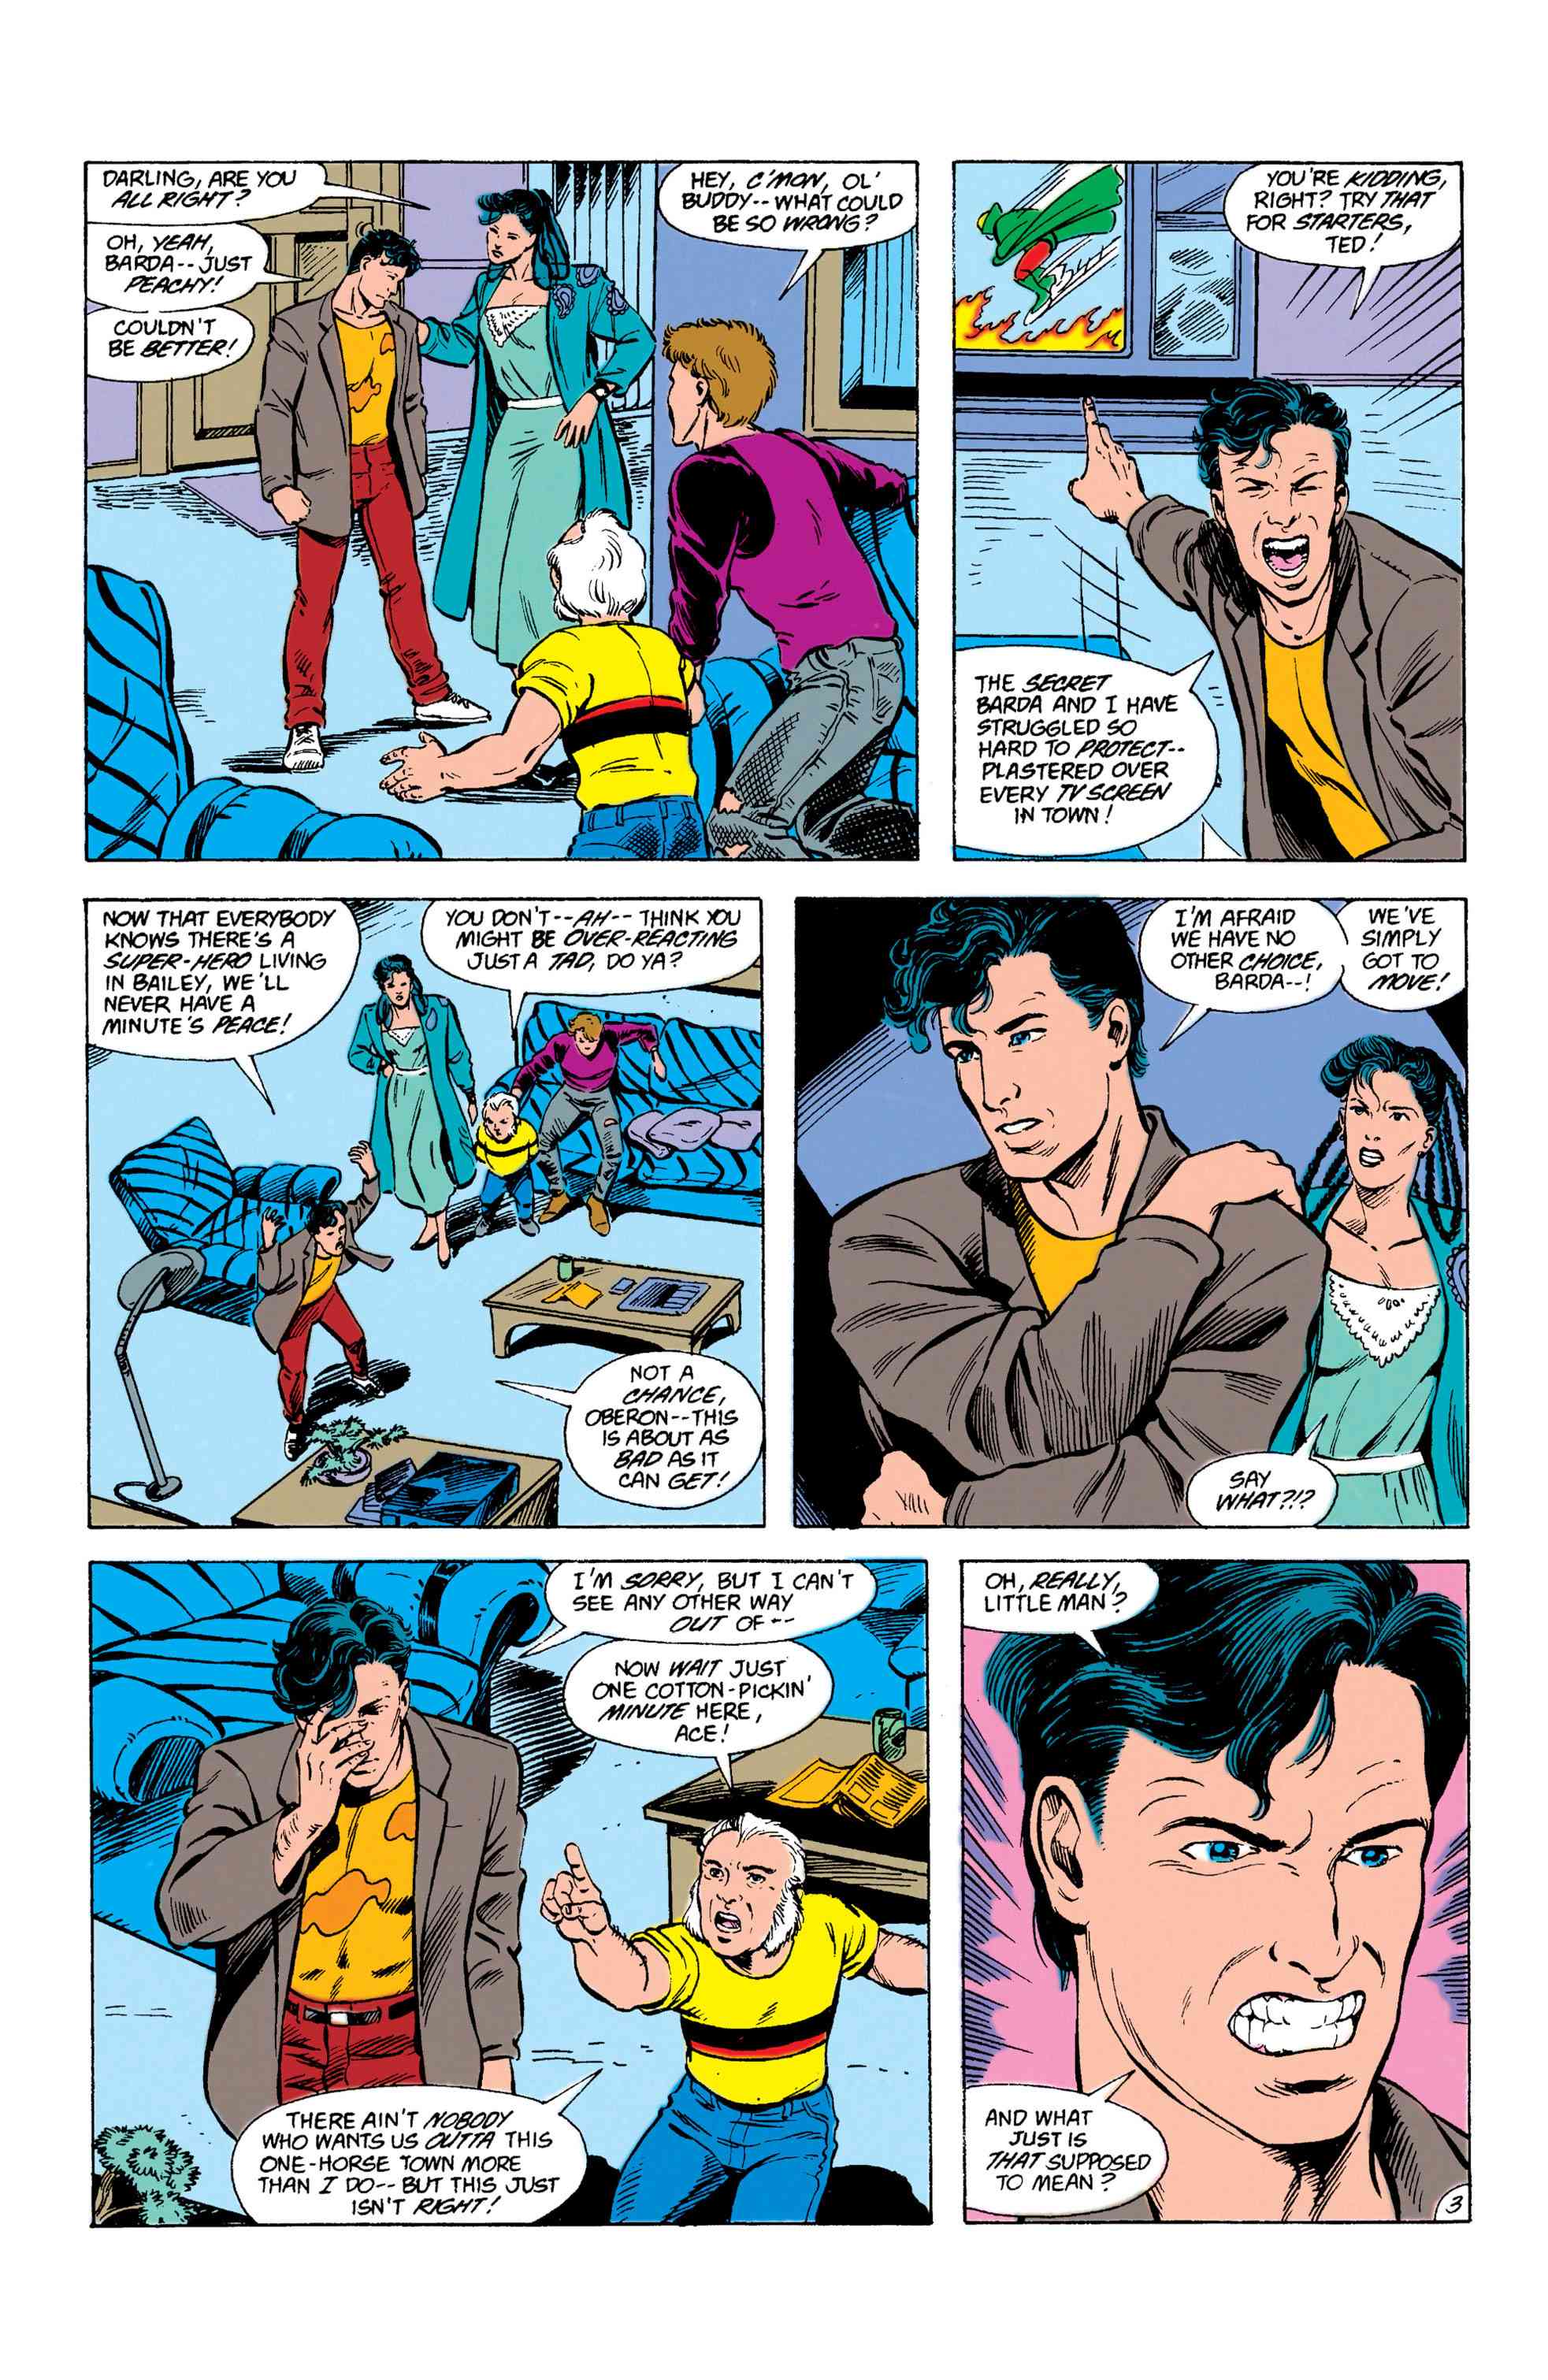 DARLING, ARE YOU
ALL RIGHT?
OH, YEAH,
BARDA--JUST
PEACHY!
COULDN'T
BE BETTER!
HEY, C'MON, OL'
BUDDY--WHAT COULD
BE SO WRONG?
YOU'RE KIDDING,
RIGHT? TRY THAT
FOR STARTERS,
TED!
THE SECRET
BARDA AND I HAVE
STRUGGLED SO
HARD TO PROTECT--
PLASTERED OVER
EVERY TV SCREEN
IN TOWN!
NOW THAT EVERYBODY
KNOWS THERE'S A
SUPER-HERO LIVING
IN BAILEY, WE'LL
NEVER HAVE A
MINUTE'S PEACE!
YOU DON'T--AH--THINK YOU
MIGHT BE OVER-REACTING
JUST A TAD, DO YA?
NOT A
CHANCE,
OBERON--THIS
IS ABOUT AS
BAD AS IT
CAN GET!
I'M AFRAID
WE HAVE NO
OTHER CHOICE,
BARDA--!
WE'VE
SIMPLY
GOT TO
MOVE!
SAY
WHAT?!?
I'M SORRY, BUT I CAN'T
SEE ANY OTHER WAY
OUT OF--
NOW WAIT JUST
ONE COTTON-PICKIN'
MINUTE HERE,
ACE!
THERE AIN'T NOBODY
WHO WANTS US OUTTA THIS
ONE-HORSE TOWN MORE
THAN I DO--BUT THIS JUST
ISN'T RIGHT!
OH, REALLY,
LITTLE MAN?
AND WHAT
JUST IS
THAT SUPPOSED
TO MEAN?
3